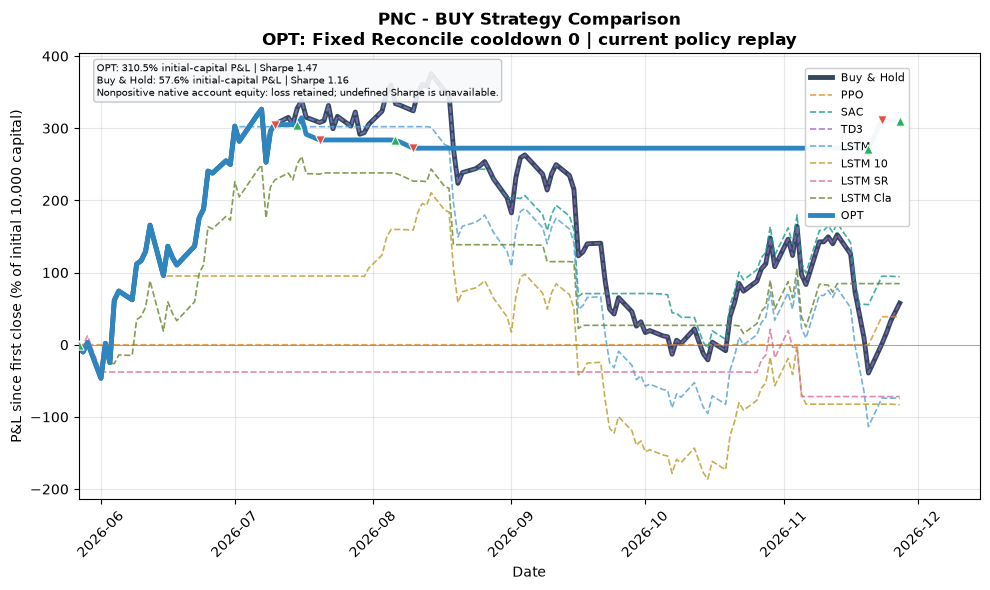 PNC - BUY Strategy Comparison
OPT: Fixed Reconcile cooldown 0 | current policy replay
OPT: 310.5% initial-capital P&L | Sharpe 1.47
Buy & Hold: 57.6% initial-capital P&L | Sharpe 1.16
Nonpositive native account equity: loss retained; undefined Sharpe is unavailable.
Buy & Hold
PPO
SAC
TD3
LSTM
LSTM 10
LSTM SR
LSTM Cla
OPT
P&L since first close (% of initial 10,000 capital)
400
300
200
100
0
−100
−200
2026-06
2026-07
2026-08
2026-09
2026-10
2026-11
2026-12
Date